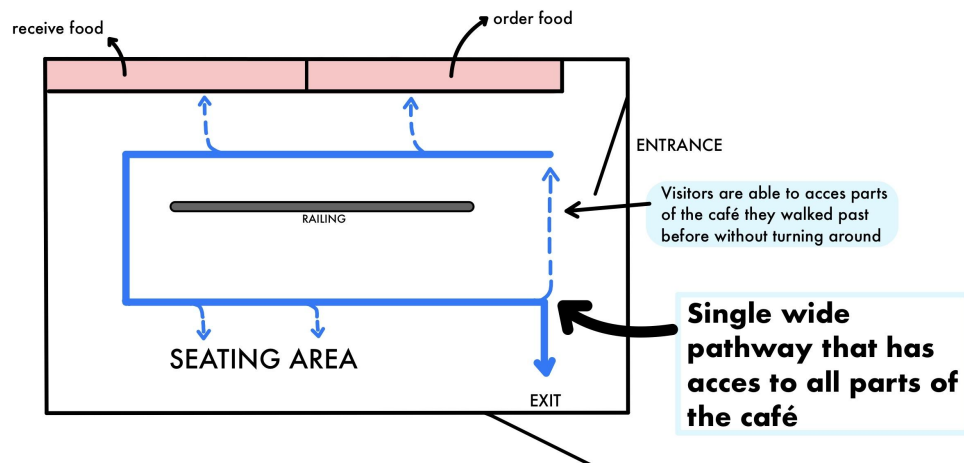 receive food
order food
ENTRANCE
Visitors are able to acces parts
of the café they walked past
before without turning around
RAILING
Single wide
pathway that has
acces to all parts of
the café
SEATING AREA
EXIT